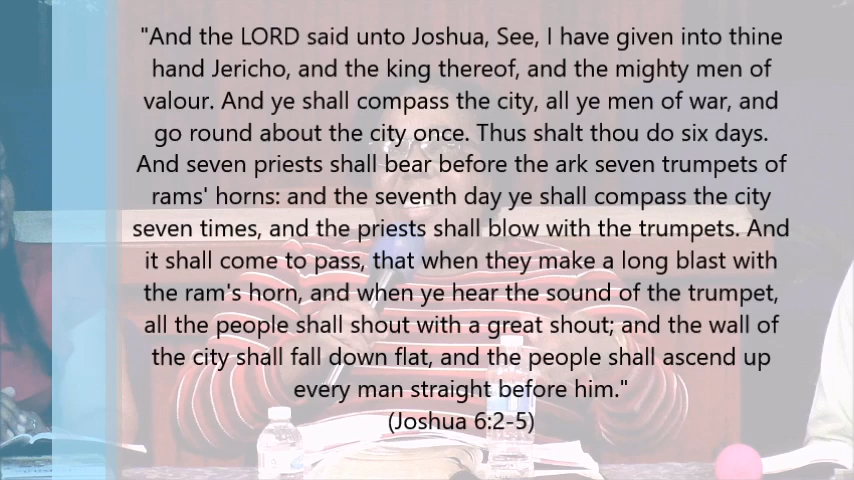 "And the LORD said unto Joshua, See, I have given into thine
hand Jericho, and the king thereof, and the mighty men of
valour. And ye shall compass the city, all ye men of war, and
go round about the city once. Thus shalt thou do six days.
And seven priests shall bear before the ark seven trumpets of
rams' horns: and the seventh day ye shall compass the city
seven times, and the priests shall blow with the trumpets. And
it shall come to pass, that when they make a long blast with
the ram's horn, and when ye hear the sound of the trumpet,
all the people shall shout with a great shout; and the wall of
the city shall fall down flat, and the people shall ascend up
every man straight before him."
(Joshua 6:2-5)